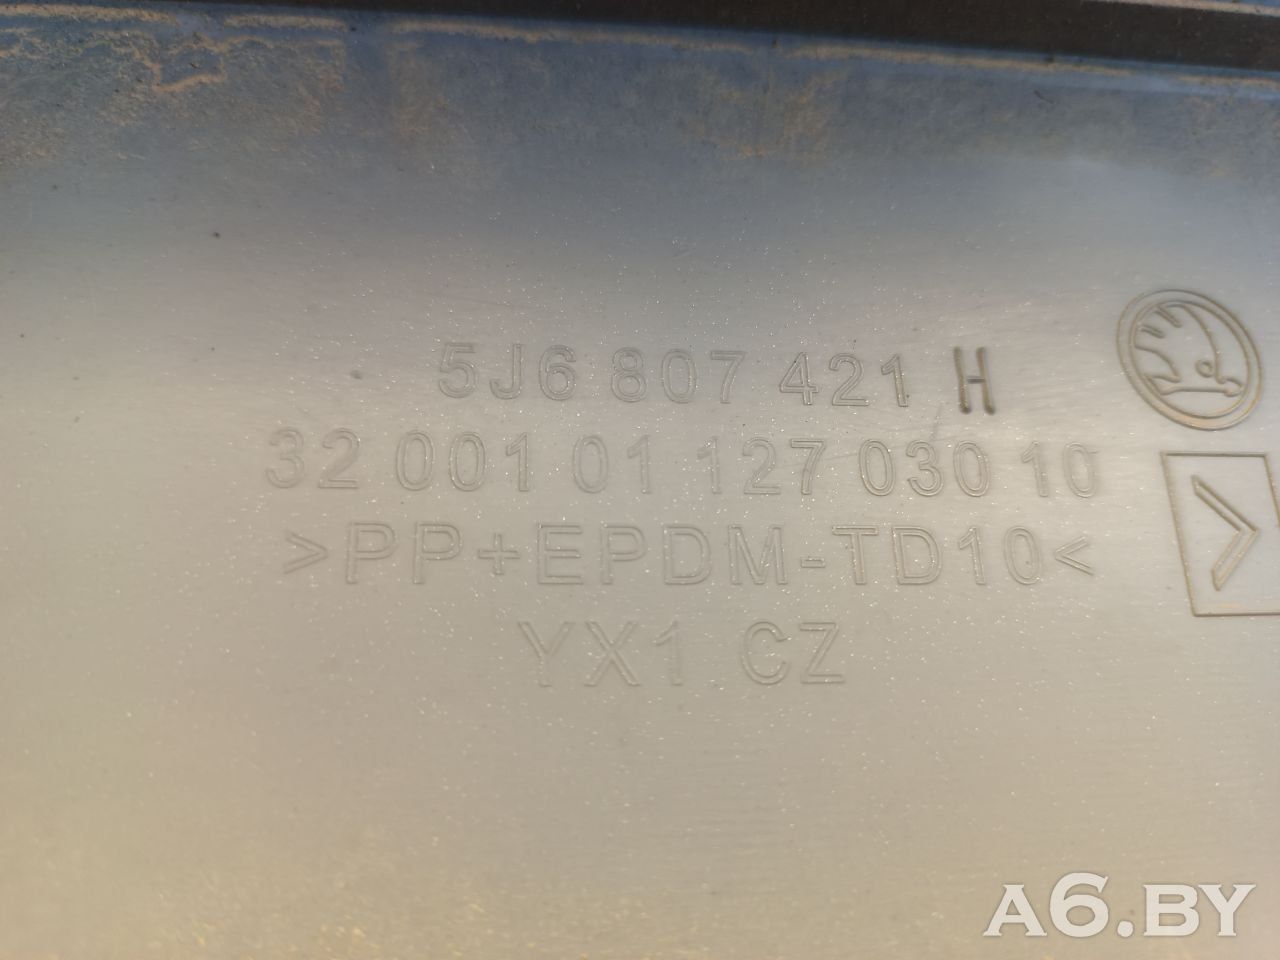 5J6 807 421 H
32 001 01 127 030 10
>PP+EPDM-TD10<
YX1 CZ
A6.BY